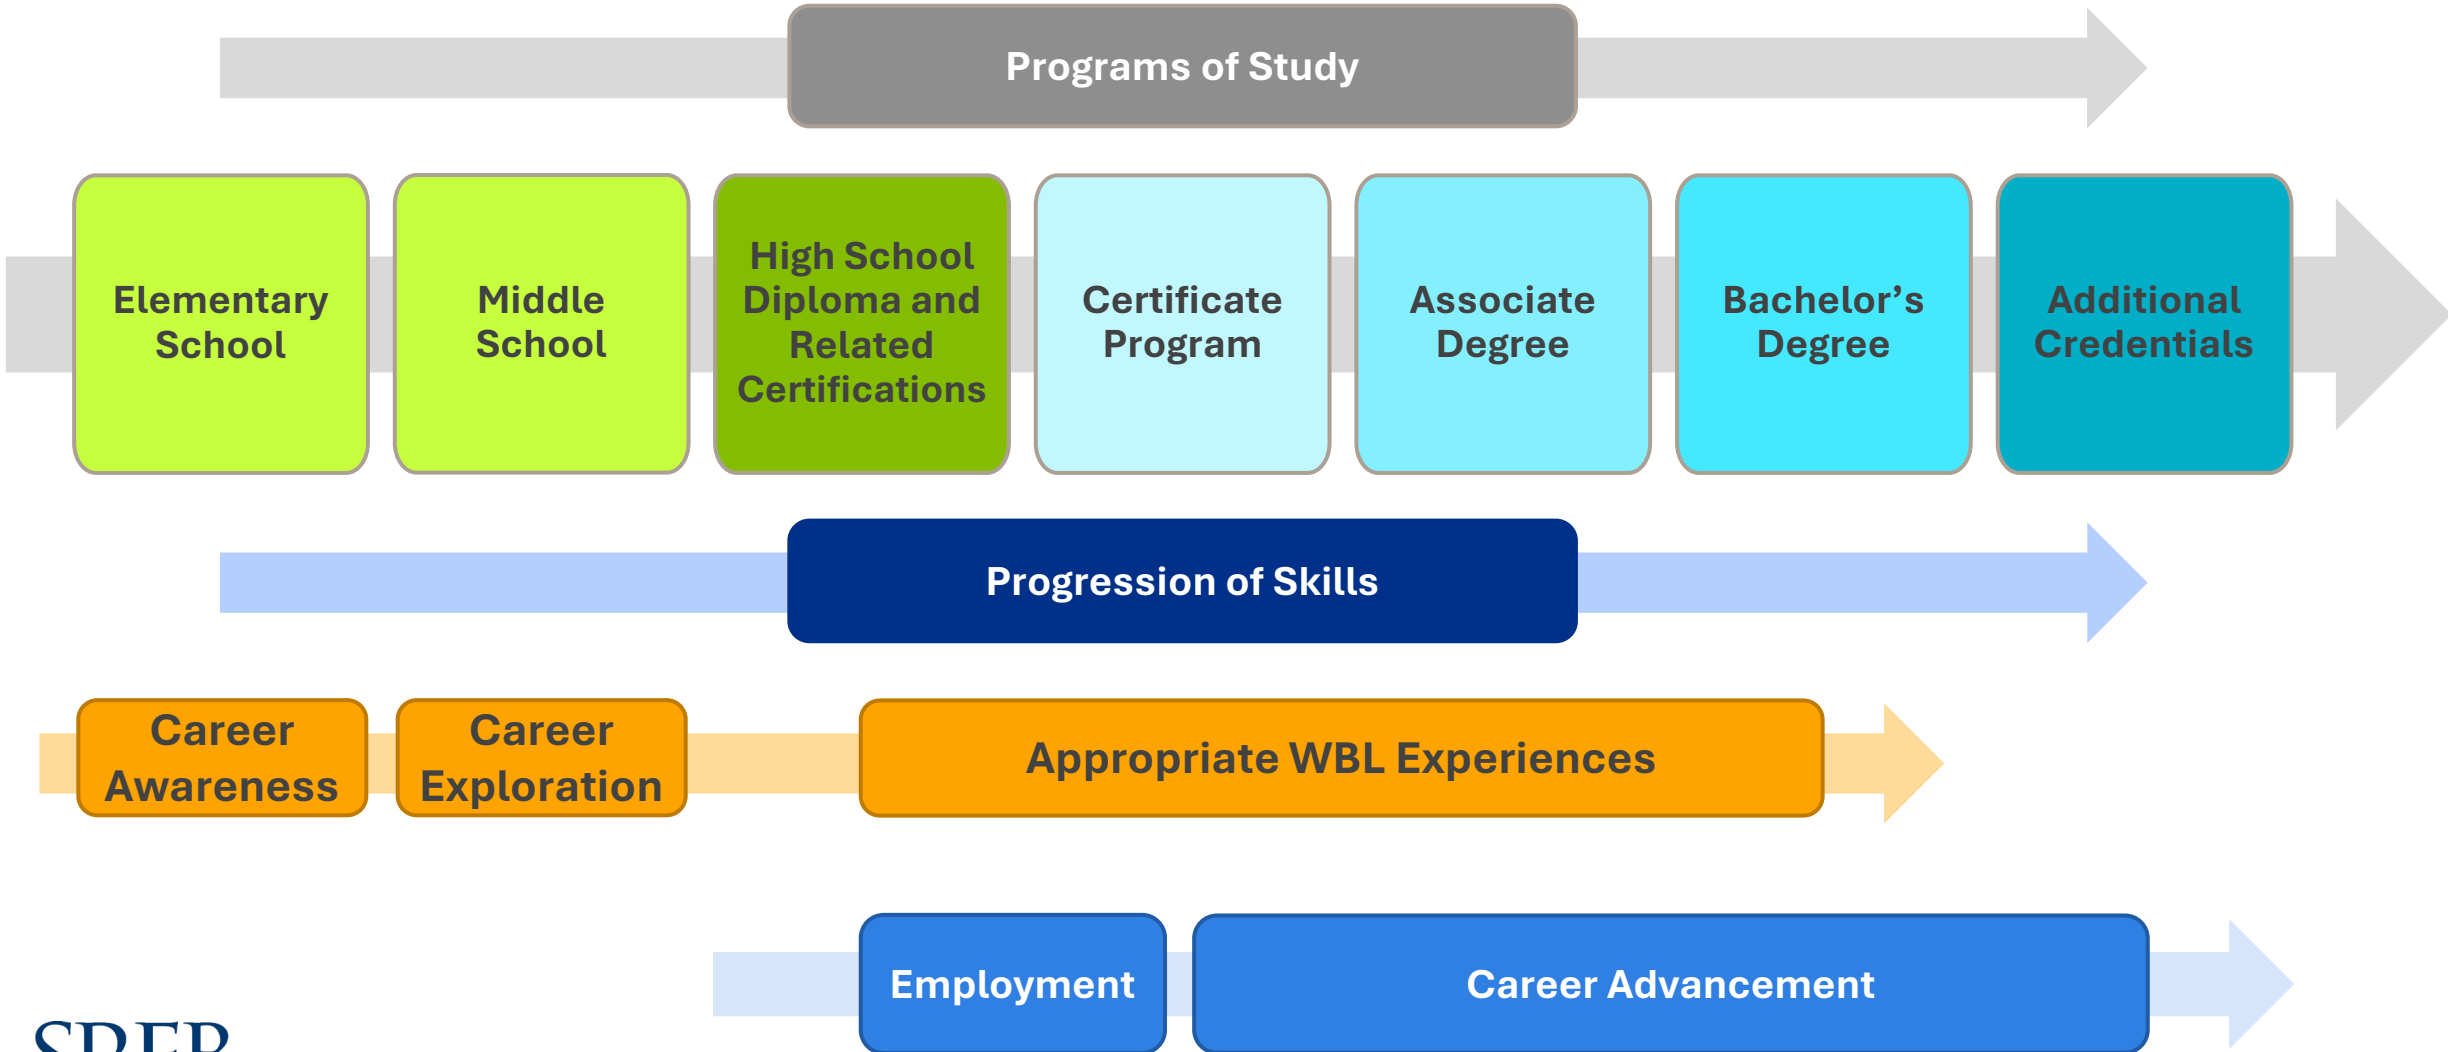 Programs of Study
Elementary
School
Middle
School
High School
Diploma and
Related
Certifications
Certificate
Program
Associate
Degree
Bachelor’s
Degree
Additional
Credentials
Progression of Skills
Career
Awareness
Career
Exploration
Appropriate WBL Experiences
Employment
Career Advancement